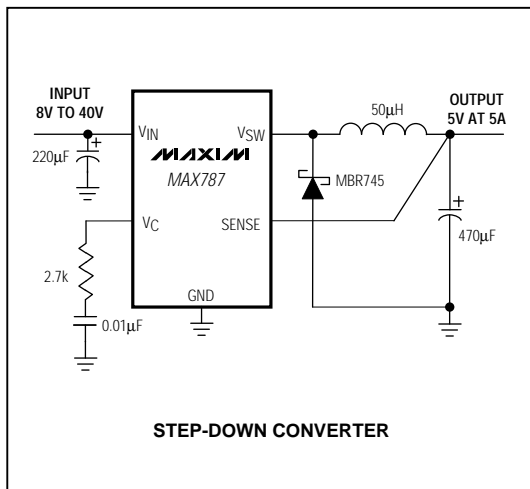 INPUT
8V TO 40V
OUTPUT
5V AT 5A
50µH
VIN
VSW
+
220µF
MAXIM
MAX787
MBR745
+
VC
SENSE
470µF
2.7k
GND
0.01µF
STEP-DOWN CONVERTER